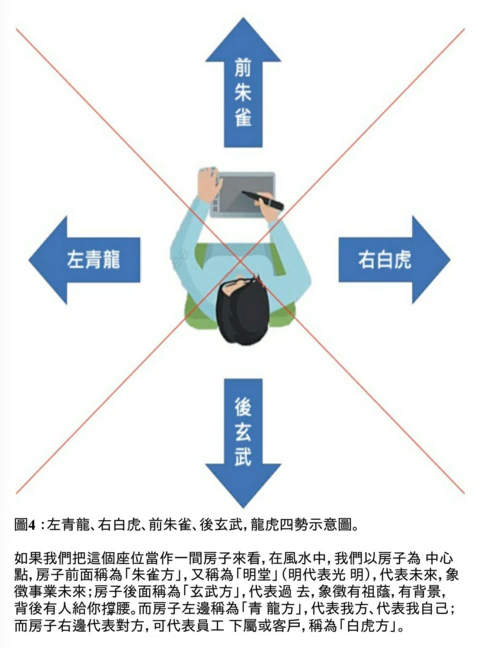 前朱雀
左青龍
右白虎
後玄武
圖4 :左青龍、右白虎、前朱雀、後玄武,龍虎四勢示意圖。
如果我們把這個座位當作一間房子來看,在風水中,我們以房子為 中心
點,房子前面稱為「朱雀方」,又稱為「明堂」(明代表光 明),代表未來,象
徵事業未來;房子後面稱為「玄武方」,代表過 去,象徵有祖蔭,有背景,
背後有人給你撐腰。而房子左邊稱為「青 龍方」,代表我方、代表我自己;
而房子右邊代表對方,可代表員工 下屬或客戶,稱為「白虎方」。